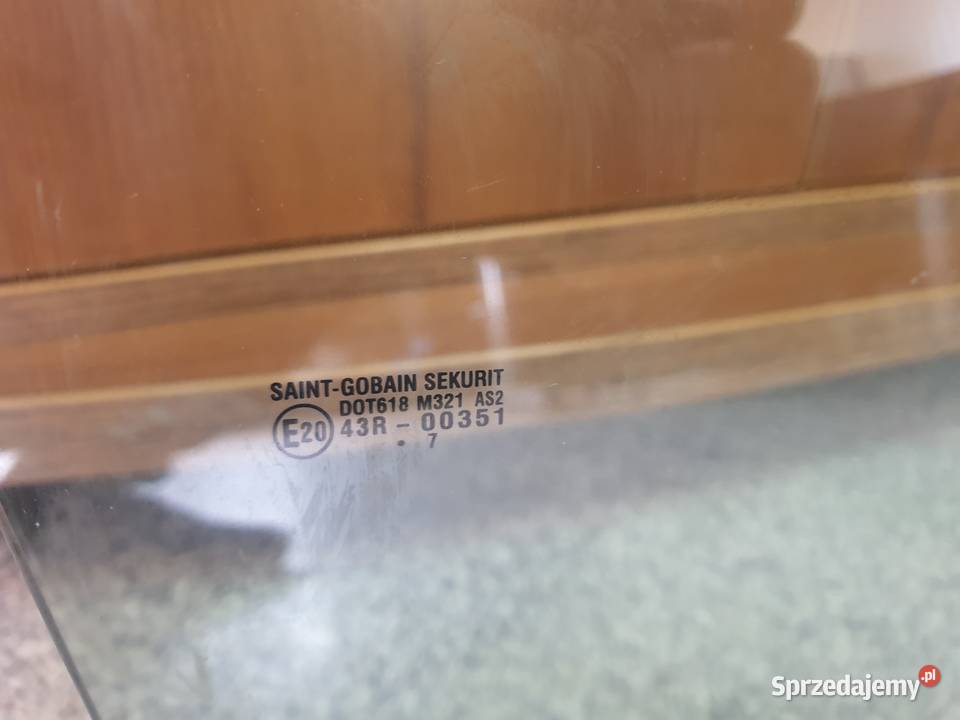 SAINT-GOBAIN SEKURIT
DOT618 M321 AS2
E20 43R - 00351
. 7
Sprzedajemy.pl